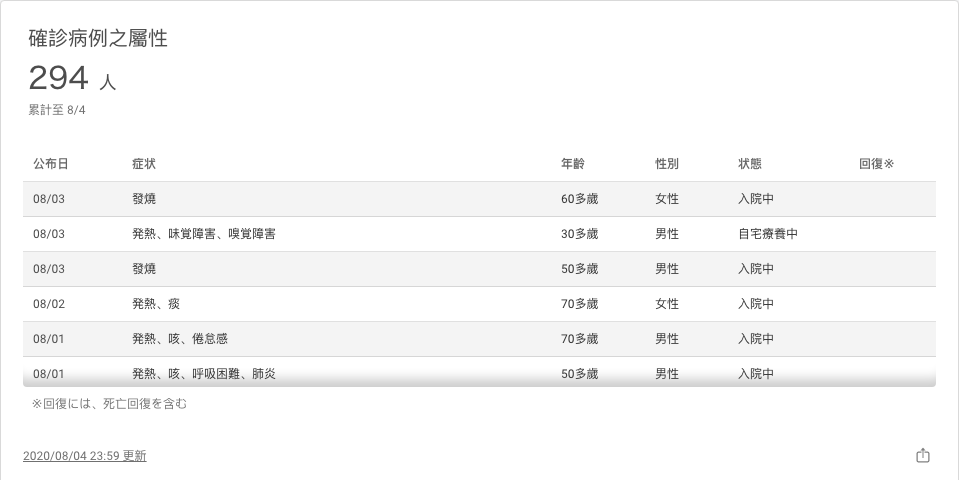 確診病例之屬性
294 人
累計至 8/4
公布日 症状 年齢 性別 状態 回復※
08/03 發燒 60多歲 女性 入院中
08/03 発熱、味覚障害、嗅覚障害 30多歲 男性 自宅療養中
08/03 發燒 50多歲 男性 入院中
08/02 発熱、痰 70多歲 女性 入院中
08/01 発熱、咳、倦怠感 70多歲 男性 入院中
08/01 発熱、咳、呼吸困難、肺炎 50多歲 男性 入院中
※回復には、死亡回復を含む
2020/08/04 23:59 更新